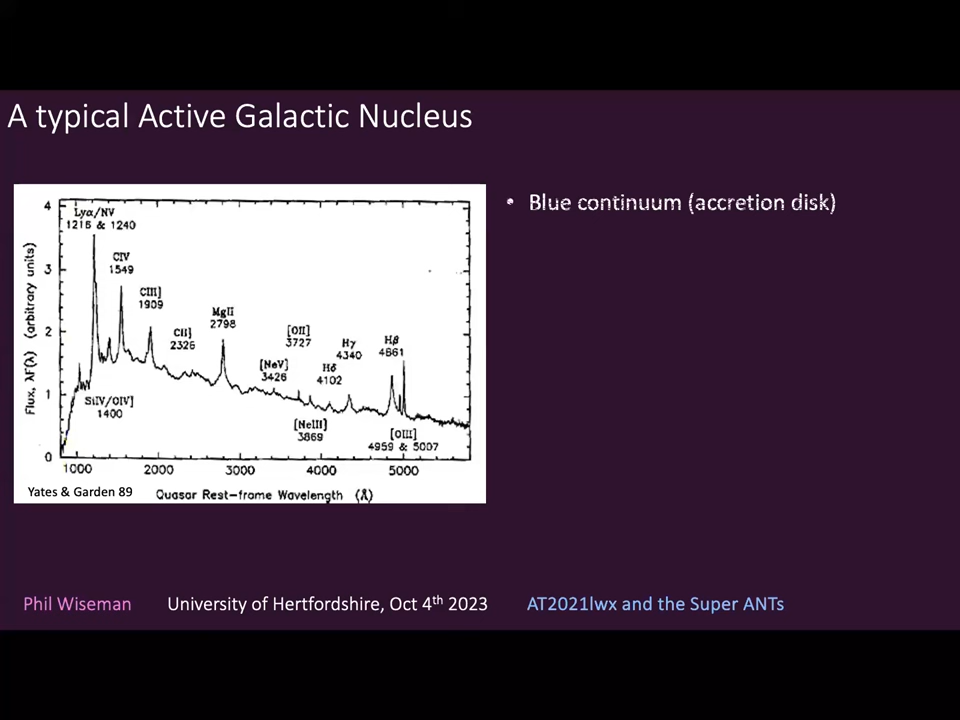 A typical Active Galactic Nucleus
• Blue continuum (accretion disk)
Flux, λF(λ) (arbitrary units)
4
3
2
1
0
Lyα/NV
1216 & 1240
CIV
1549
CIII]
1909
CII]
2326
MgII
2798
[OII]
3727
Hγ
4340
Hβ
4861
[NeV]
3426
Hδ
4102
SiIV/OIV]
1400
[NeIII]
3869
[OIII]
4959 & 5007
1000 2000 3000 4000 5000
Quasar Rest-frame Wavelength (Å)
Yates & Garden 89
Phil Wiseman University of Hertfordshire, Oct 4th 2023 AT2021lwx and the Super ANTs